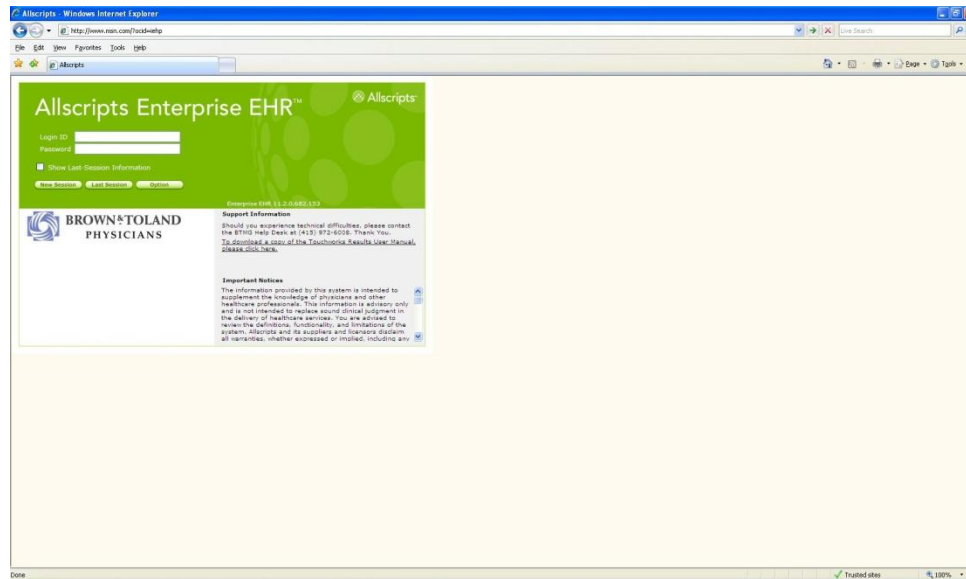 Allscripts - Windows Internet Explorer
http://www.msn.com/?ocid=iehp
Live Search
File Edit View Favorites Tools Help
Allscripts
Page Tools
Allscripts Enterprise EHR™
Allscripts
Login ID
Password
Show Last-Session Information
New Session Last Session Option
Enterprise EHR 11.2.0.682.153
BROWN & TOLAND
PHYSICIANS
Support Information
Should you experience technical difficulties, please contact
the BTMG Help Desk at (415) 972-6008. Thank You.
To download a copy of the Touchworks Results User Manual,
please click here.
Important Notices
The information provided by this system is intended to
supplement the knowledge of physicians and other
healthcare professionals. This information is advisory only
and is not intended to replace sound clinical judgment in
the delivery of healthcare services. You are advised to
review the definitions, functionality, and limitations of the
system. Allscripts and its suppliers and licensors disclaim
all warranties, whether expressed or implied, including any
Done
Trusted sites
100%